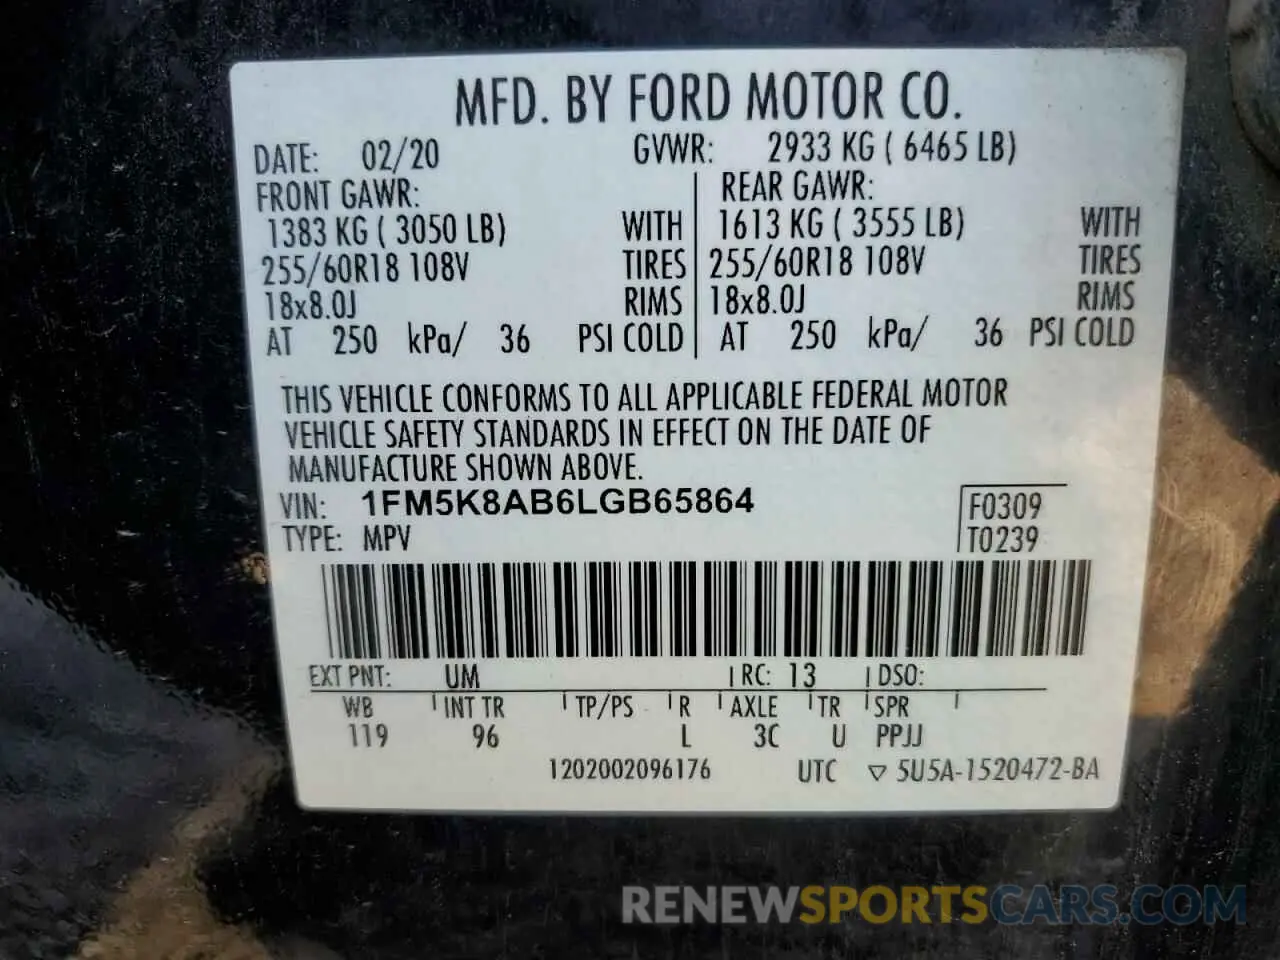 MFD. BY FORD MOTOR CO.
DATE: 02/20 GVWR: 2933 KG ( 6465 LB)
FRONT GAWR: REAR GAWR:
1383 KG ( 3050 LB) WITH 1613 KG ( 3555 LB) WITH
255/60R18 108V TIRES 255/60R18 108V TIRES
18x8.0J RIMS 18x8.0J RIMS
AT 250 kPa/ 36 PSI COLD AT 250 kPa/ 36 PSI COLD
THIS VEHICLE CONFORMS TO ALL APPLICABLE FEDERAL MOTOR
VEHICLE SAFETY STANDARDS IN EFFECT ON THE DATE OF
MANUFACTURE SHOWN ABOVE.
VIN: 1FM5K8AB6LGB65864 F0309
TYPE: MPV T0239
EXT PNT: UM RC: 13 DSO:
WB INT TR TP/PS R AXLE TR SPR
119 96 L 3C U PPJJ
1202002096176 UTC ▽ 5U5A-1520472-BA
RENEWSPORTSCARS.COM